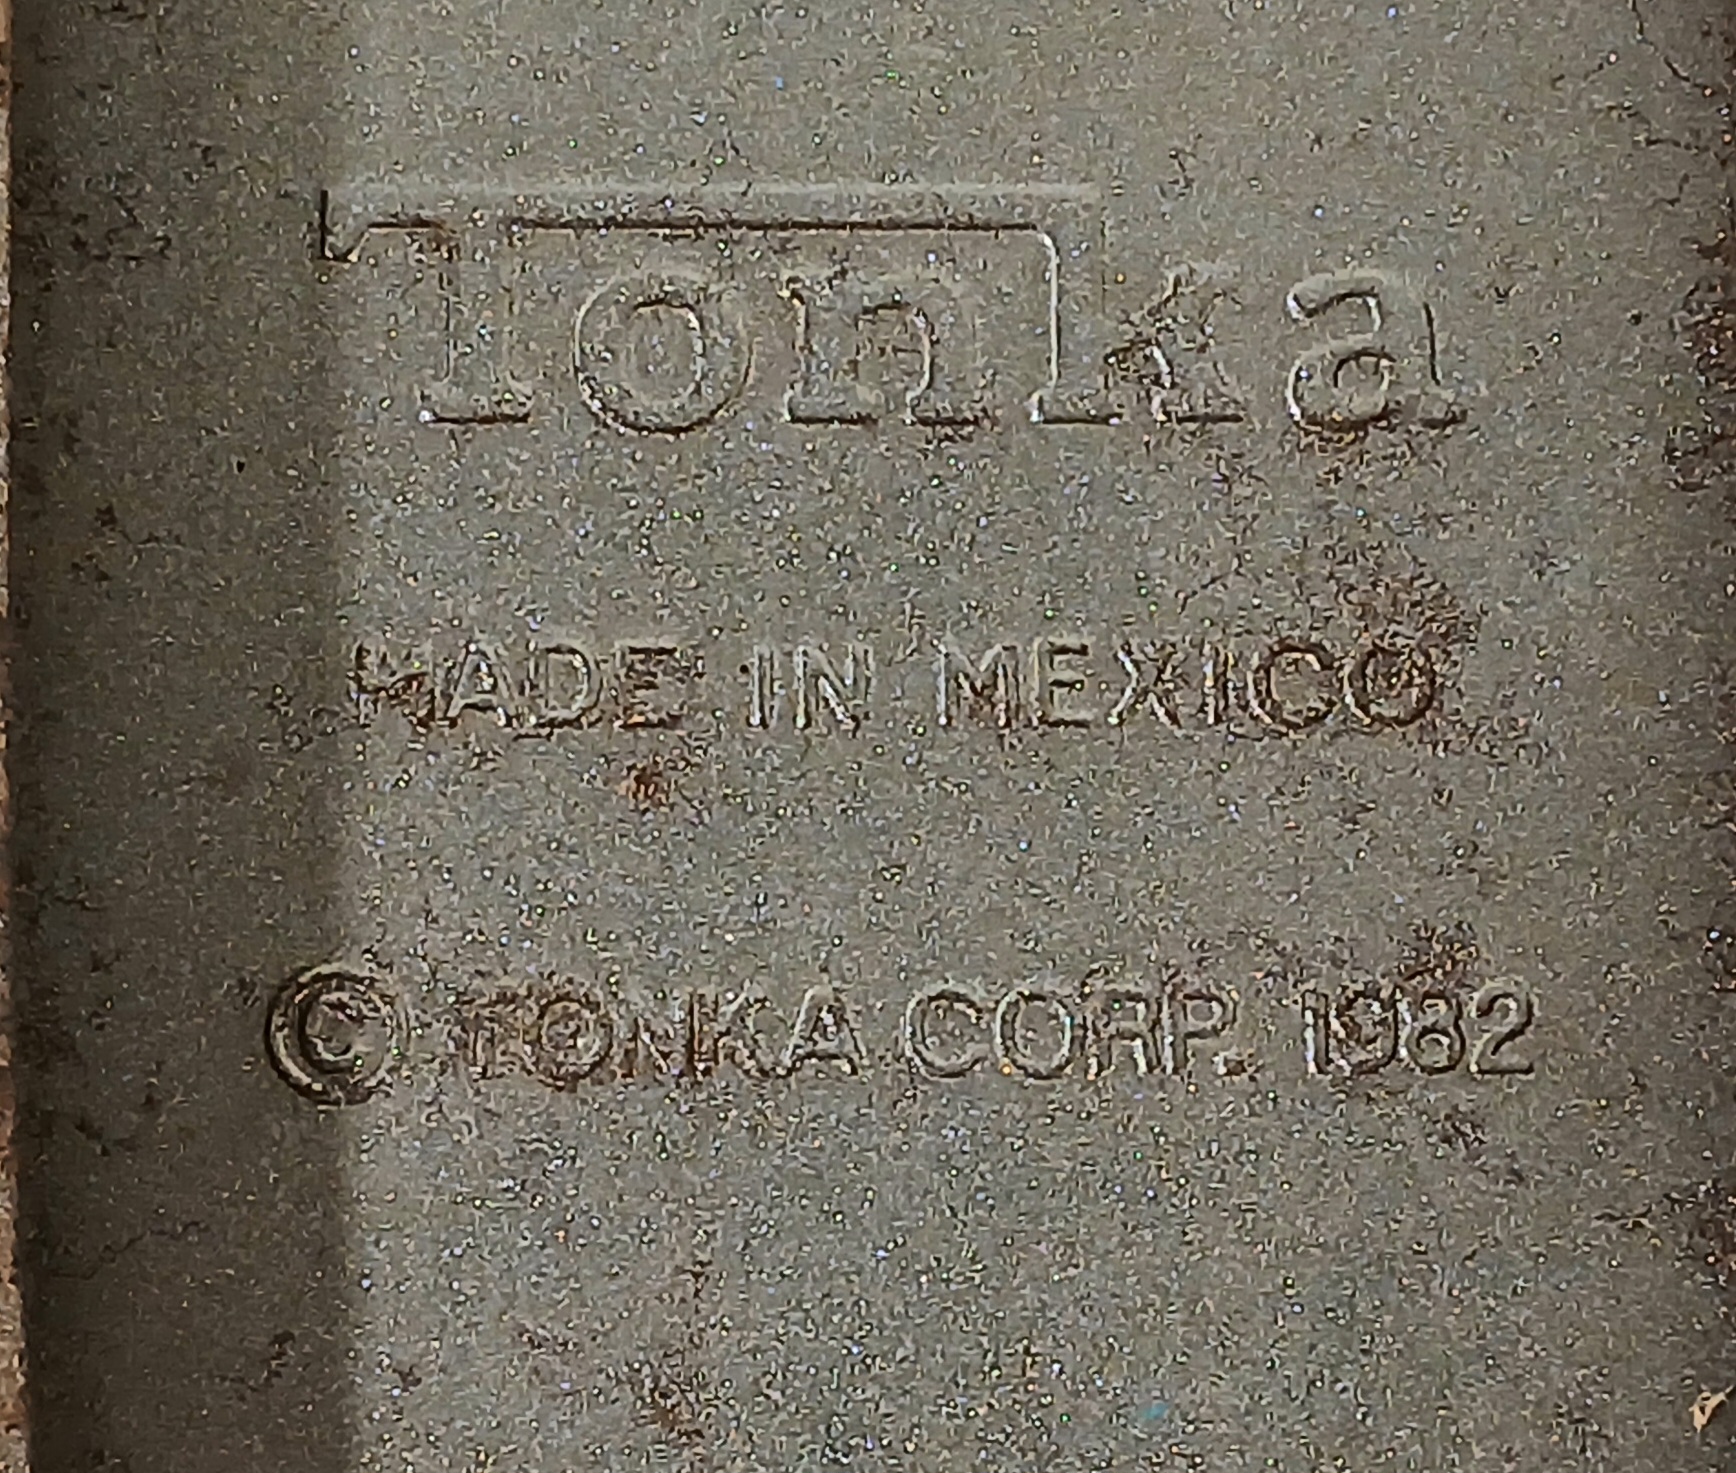 Tonka
MADE IN MEXICO
© TONKA CORP. 1982